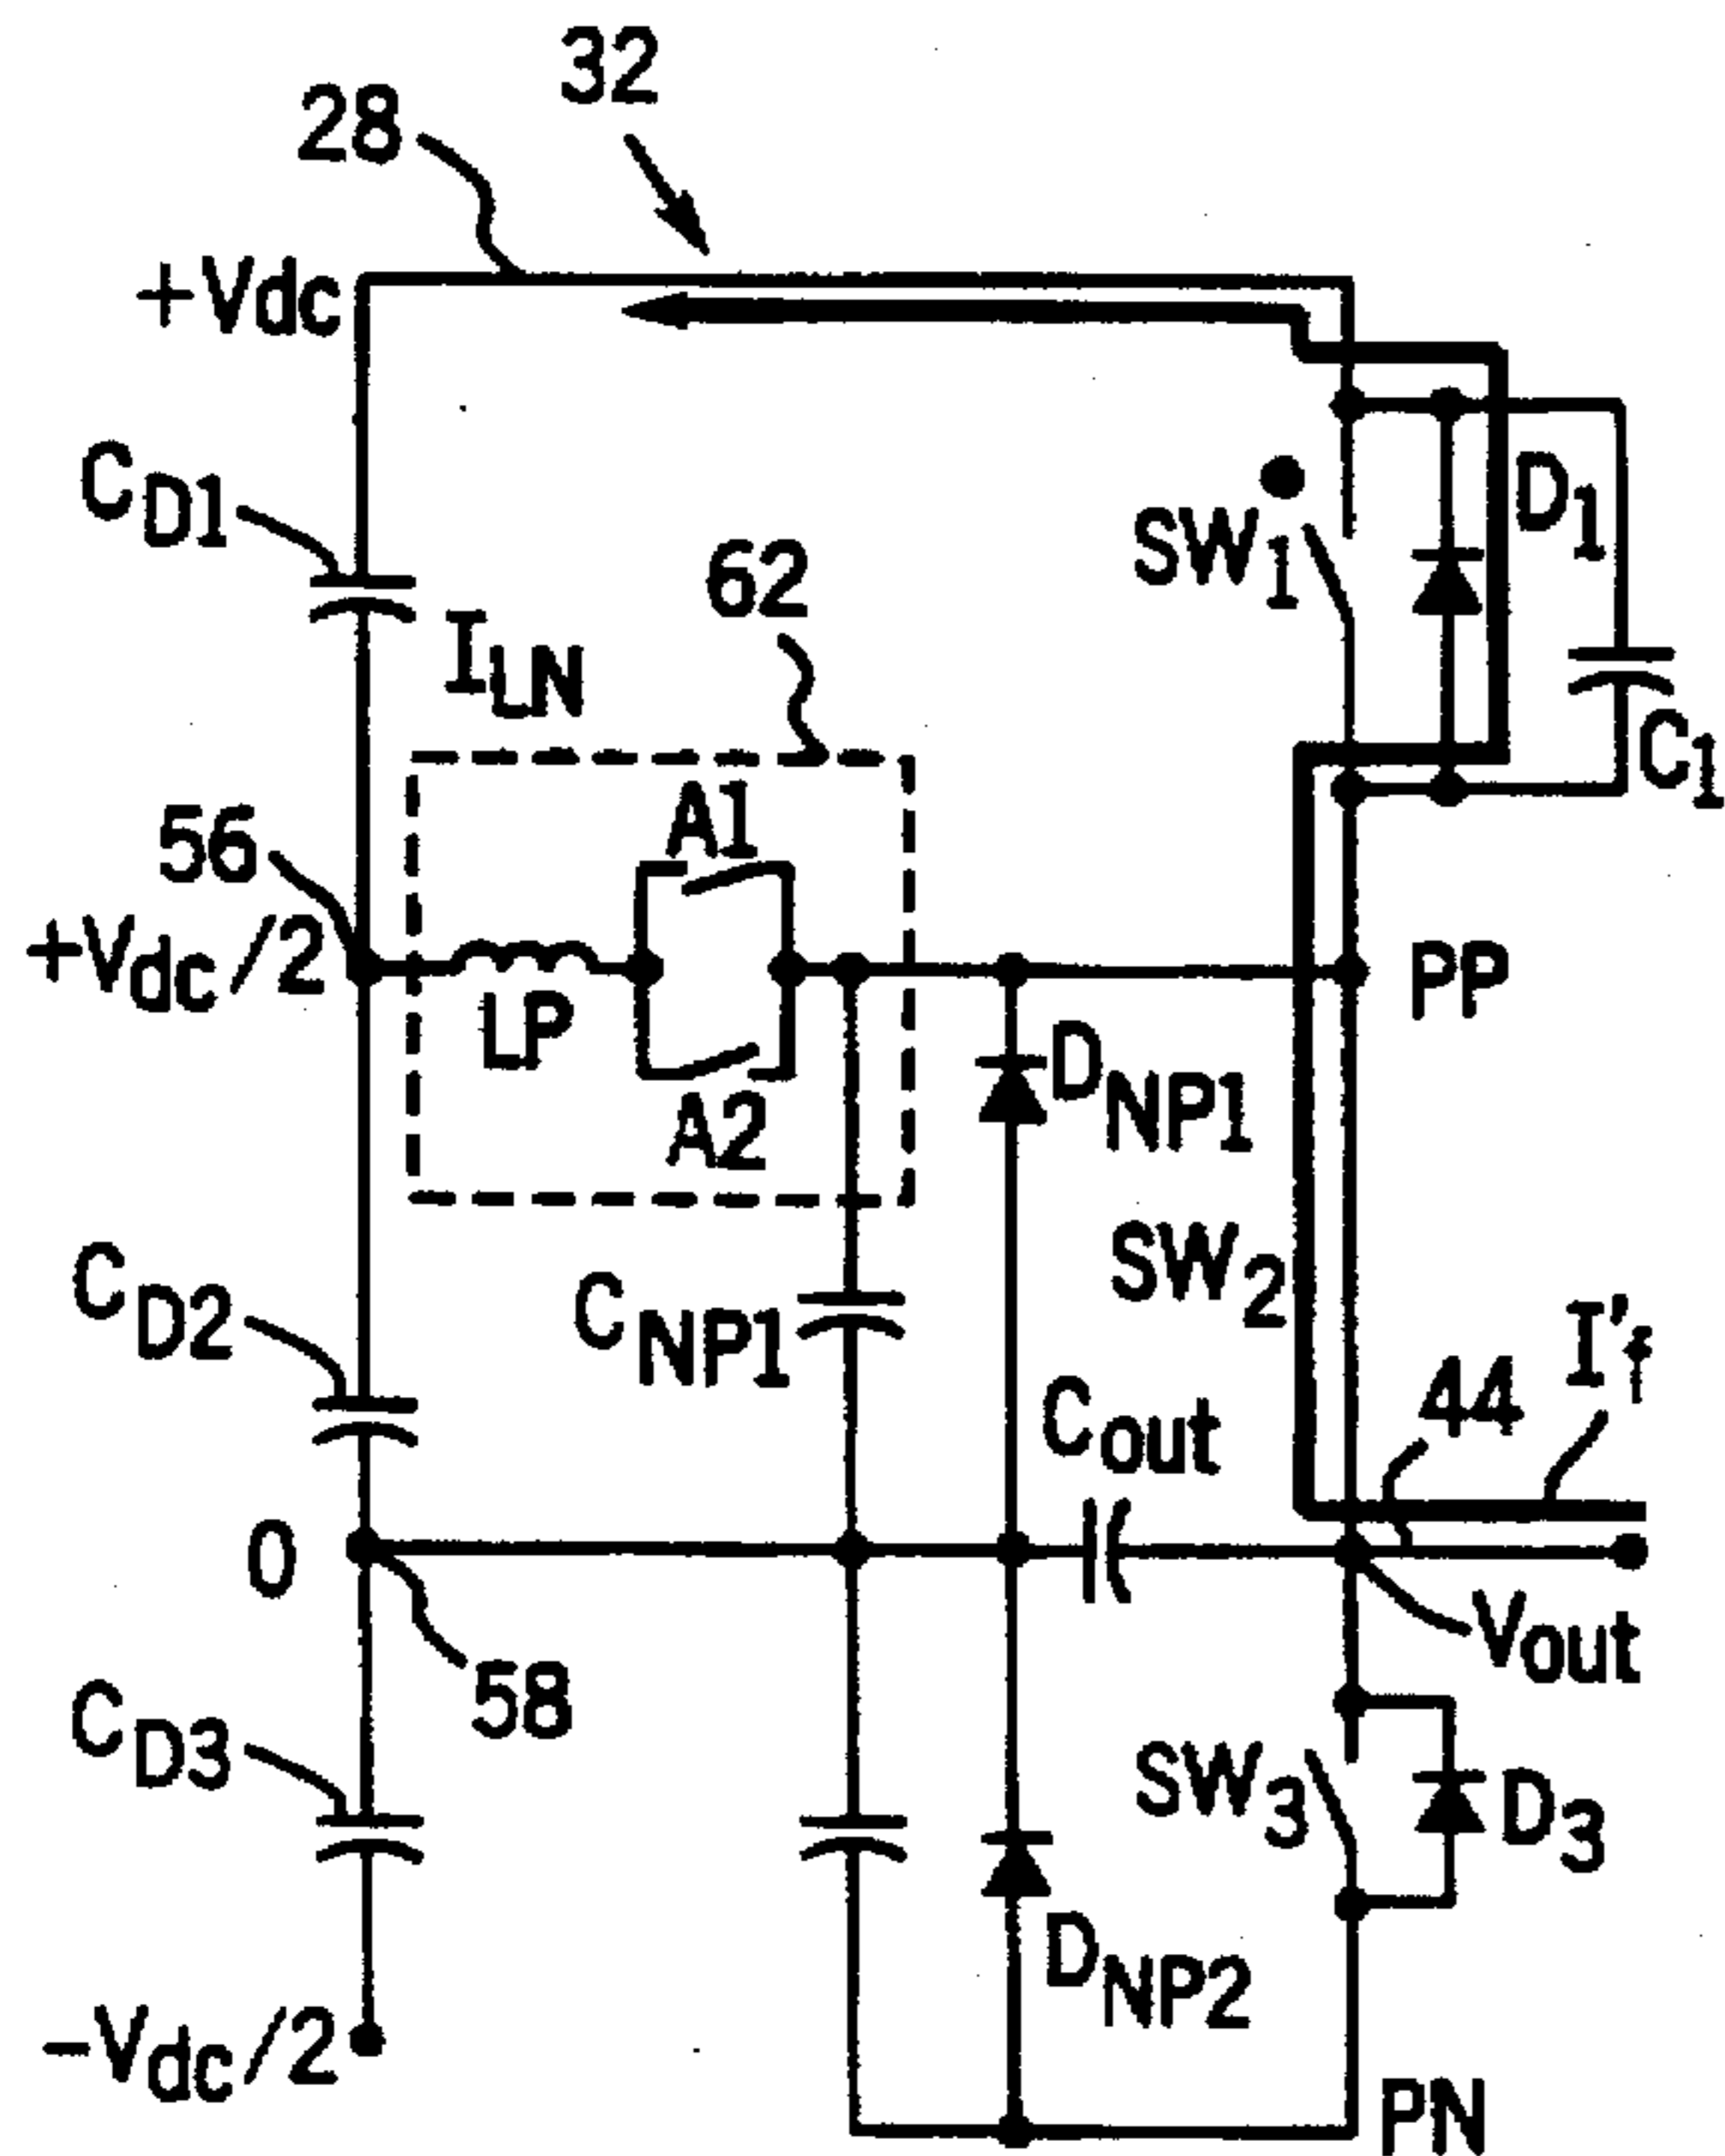 32
28
+Vdc
CD1
SW1
D1
62
ILN
C1
A1
56
+Vdc/2
PP
LP
DNP1
A2
SW2
CD2
CNP1
I'f
44
Cout
0
Vout
58
CD3
SW3
D3
DNP2
-Vdc/2
PN